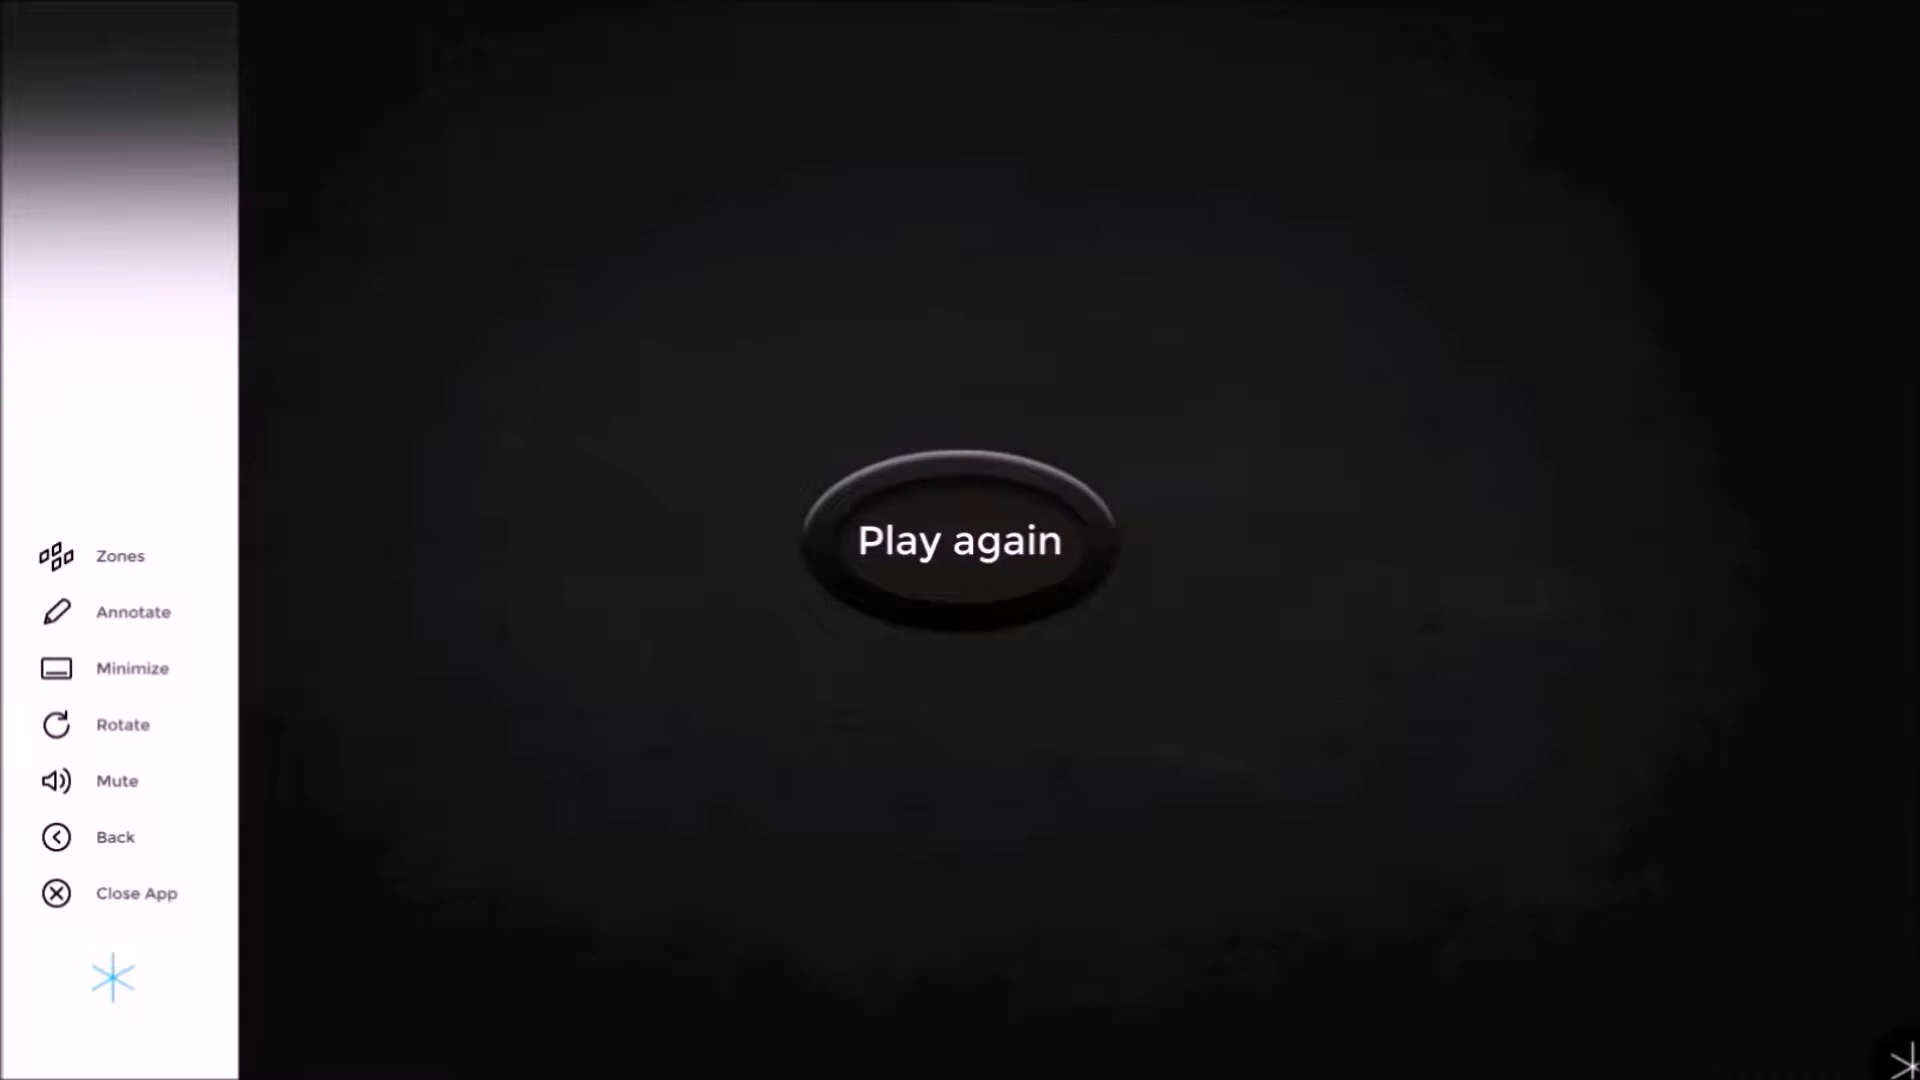 Zones
Annotate
Minimize
Rotate
Mute
Back
Close App
Play again